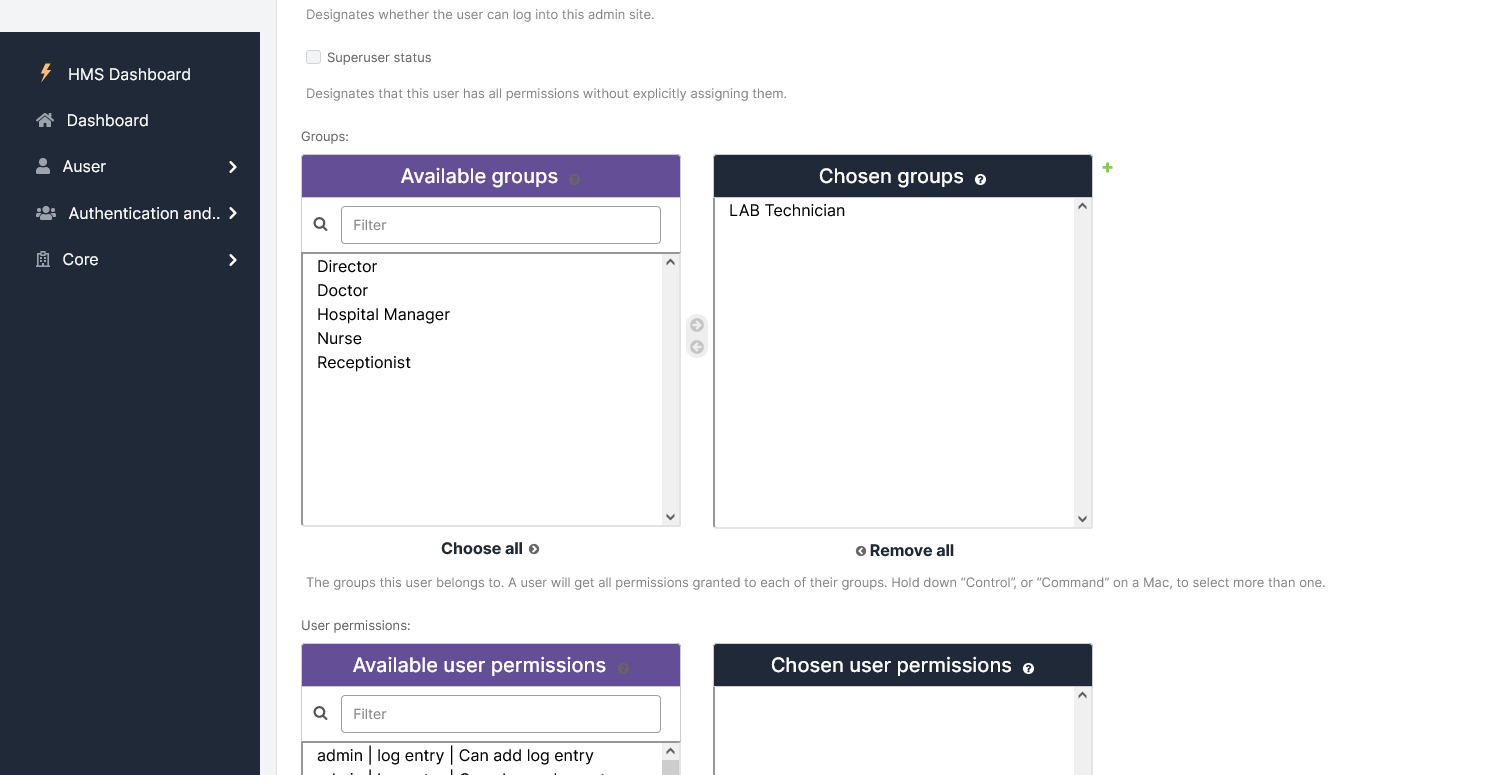 Designates whether the user can log into this admin site.
HMS Dashboard
Dashboard
Auser
Authentication and..
Core
Superuser status
Designates that this user has all permissions without explicitly assigning them.
Groups:
Available groups ?
Filter
Director
Doctor
Hospital Manager
Nurse
Receptionist
Choose all
Chosen groups ?
LAB Technician
Remove all
The groups this user belongs to. A user will get all permissions granted to each of their groups. Hold down “Control”, or “Command” on a Mac, to select more than one.
User permissions:
Available user permissions ?
Filter
admin | log entry | Can add log entry
Chosen user permissions ?